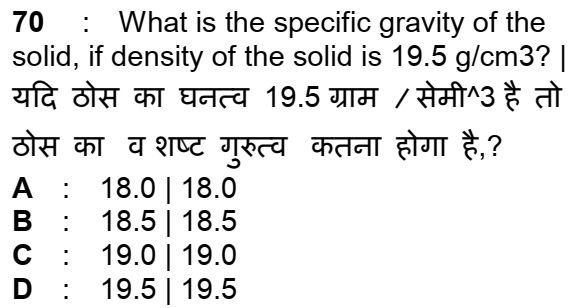 70 : What is the specific gravity of the
solid, if density of the solid is 19.5 g/cm3? |
यदि ठोस का घनत्व 19.5 ग्राम / सेमी^3 है तो
ठोस का व शष्ट गुरुत्व कतना होगा है,?
A : 18.0 | 18.0
B : 18.5 | 18.5
C : 19.0 | 19.0
D : 19.5 | 19.5